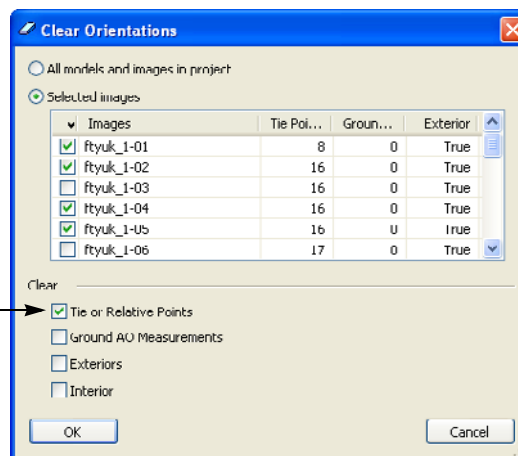 Clear Orientations
All models and images in project
Selected images
Images Tie Poi... Groun... Exterior
ftyuk_1-01 8 0 True
ftyuk_1-02 16 0 True
ftyuk_1-03 16 0 True
ftyuk_1-04 16 0 True
ftyuk_1-05 16 0 True
ftyuk_1-06 17 0 True
Clear
Tie or Relative Points
Ground AO Measurements
Exteriors
Interior
OK Cancel